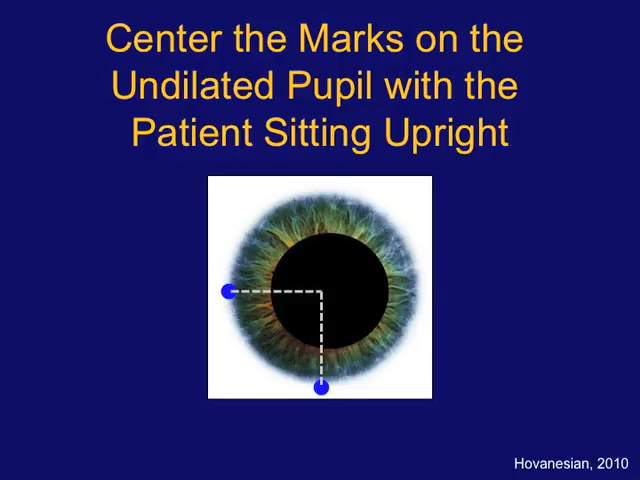 Center the Marks on the
Undilated Pupil with the
Patient Sitting Upright
Hovanesian, 2010